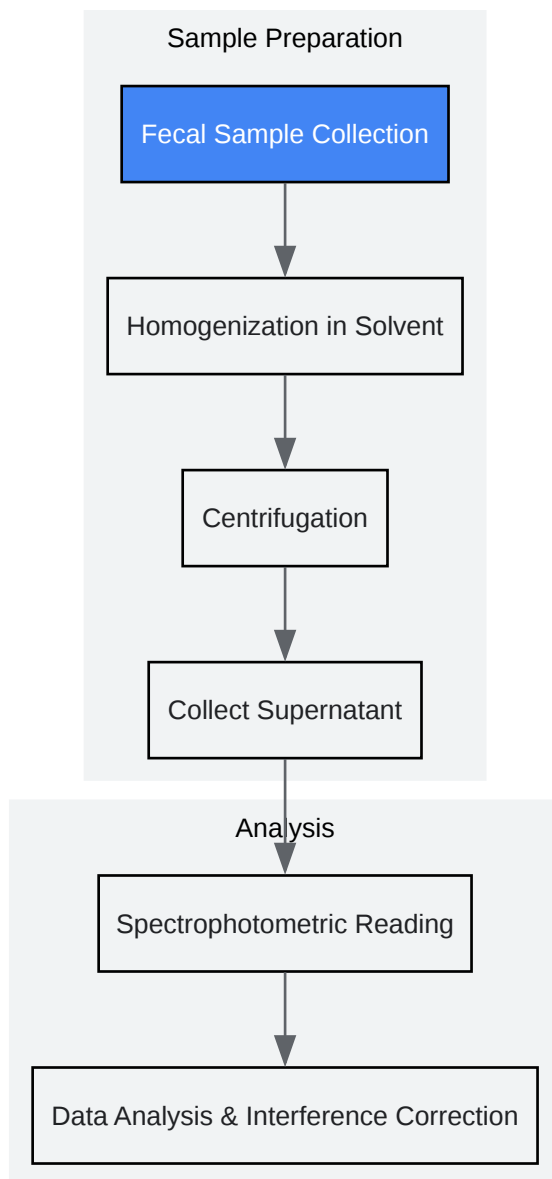 Sample Preparation
Fecal Sample Collection
Homogenization in Solvent
Centrifugation
Collect Supernatant
Analysis
Spectrophotometric Reading
Data Analysis & Interference Correction